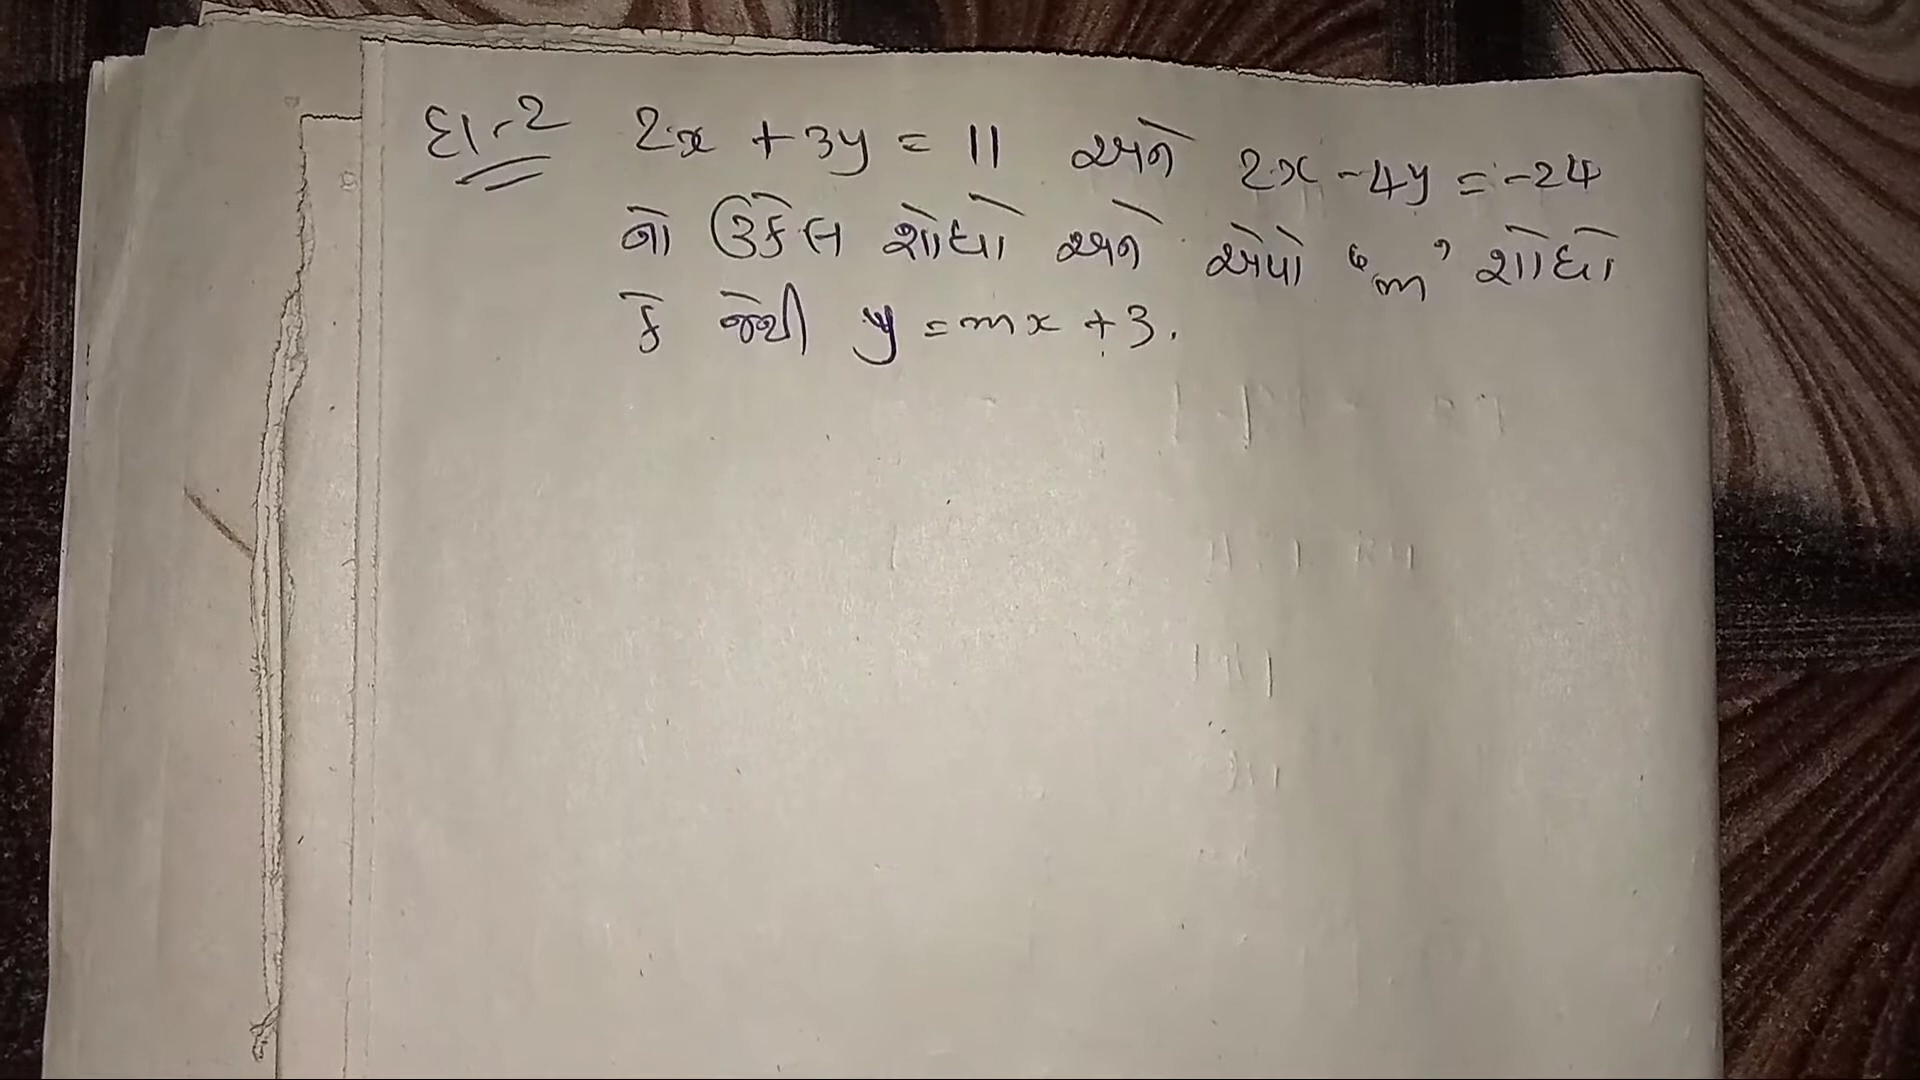 દા-2 2x + 3y = 11 અને 2x - 4y = -24
નો ઉકેલ શોધો અને એવો 'm' શોધો
કે જેથી y = mx + 3.